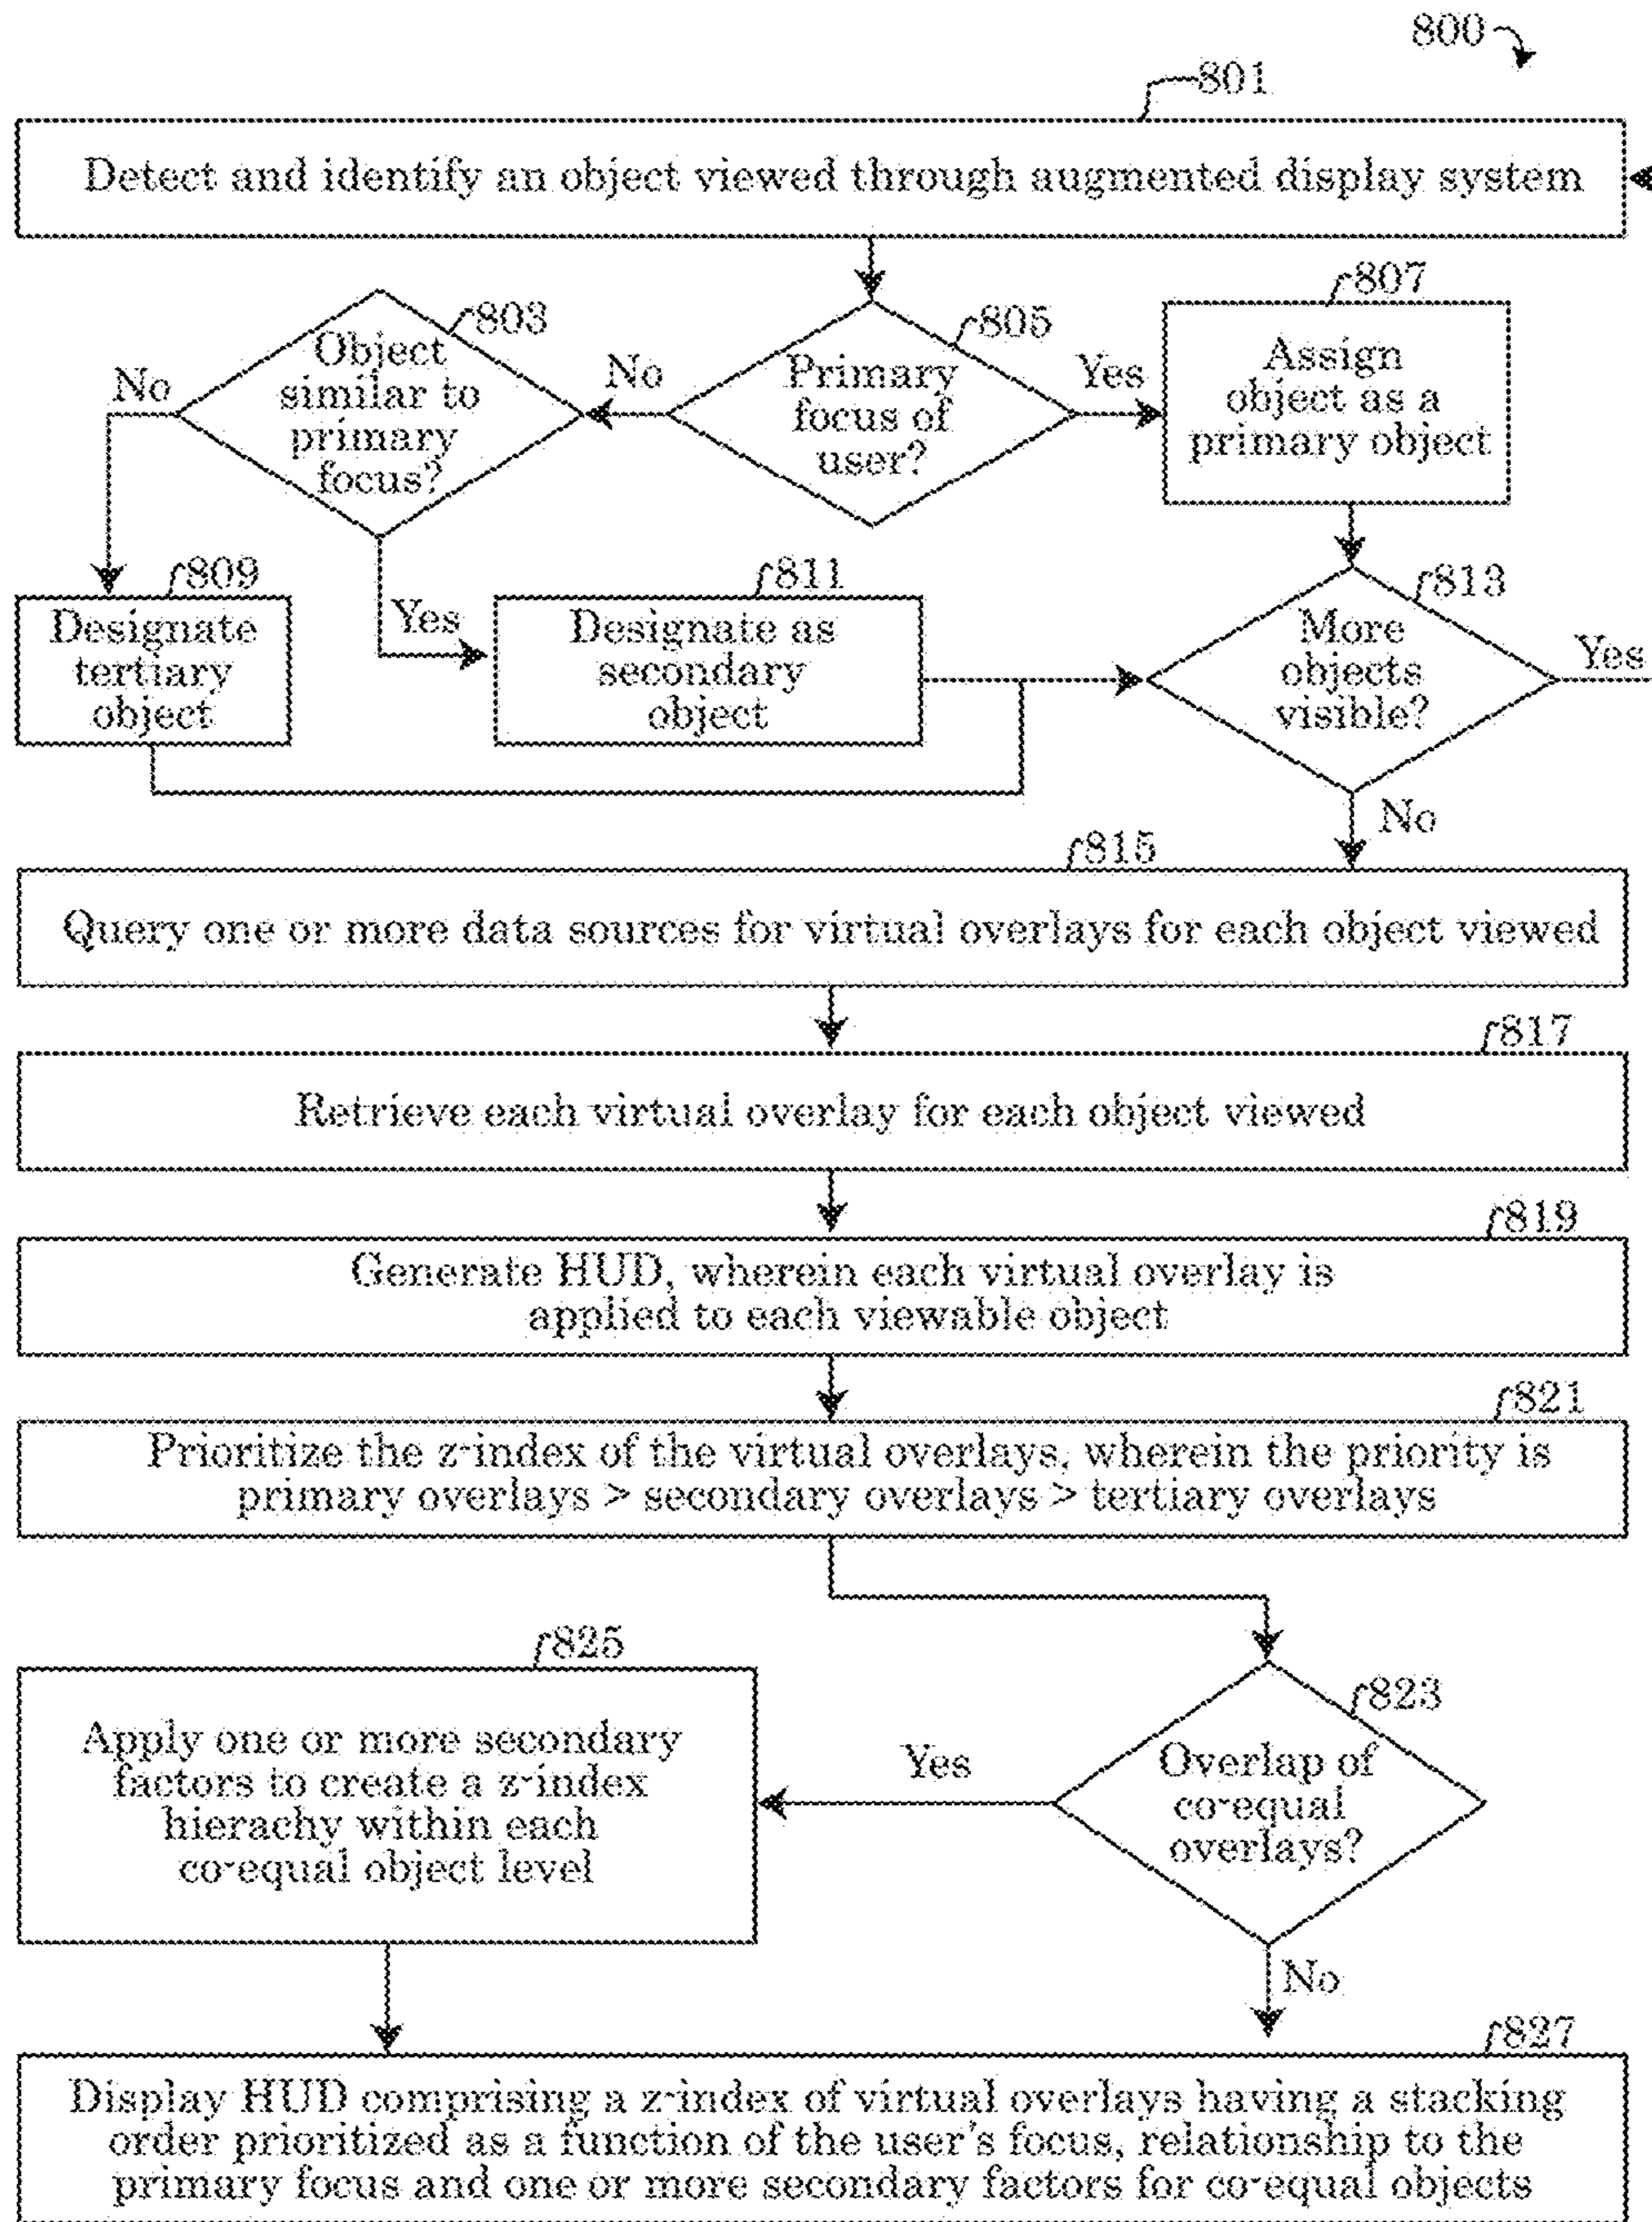 800
801
Detect and identify an object viewed through augmented display system
803
Object
similar to
primary
focus?
No
No
805
Primary
focus of
user?
Yes
807
Assign
object as a
primary object
809
Designate
tertiary
object
Yes
811
Designate as
secondary
object
813
More
objects
visible?
Yes
No
815
Query one or more data sources for virtual overlays for each object viewed
817
Retrieve each virtual overlay for each object viewed
819
Generate HUD, wherein each virtual overlay is
applied to each viewable object
821
Prioritize the z-index of the virtual overlays, wherein the priority is
primary overlays > secondary overlays > tertiary overlays
825
Apply one or more secondary
factors to create a z-index
hierachy within each
co-equal object level
Yes
823
Overlap of
co-equal
overlays?
No
827
Display HUD comprising a z-index of virtual overlays having a stacking
order prioritized as a function of the user's focus, relationship to the
primary focus and one or more secondary factors for co-equal objects